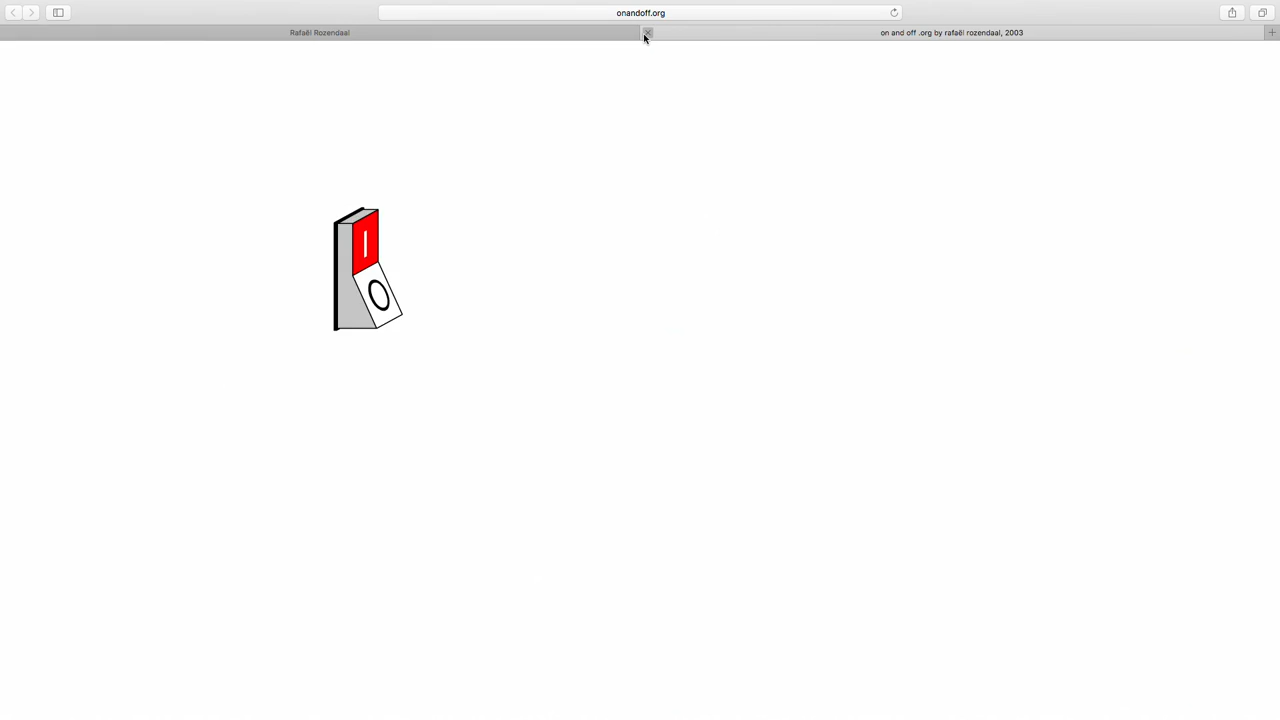 onandoff.org
Rafaël Rozendaal
on and off .org by rafaël rozendaal, 2003
I
O